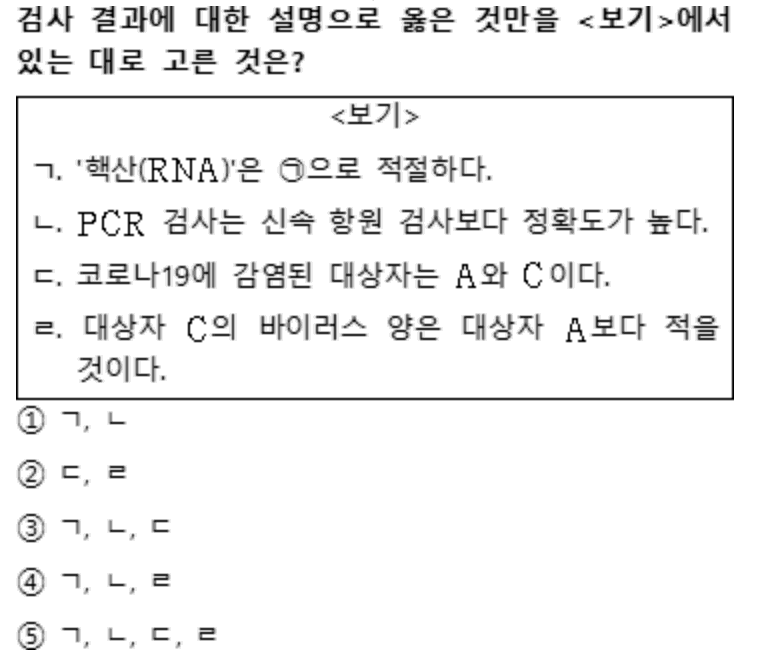 검사 결과에 대한 설명으로 옳은 것만을 <보기>에서
있는 대로 고른 것은?
<보기>
ㄱ. '핵산(RNA)'은 ㉠으로 적절하다.
ㄴ. PCR 검사는 신속 항원 검사보다 정확도가 높다.
ㄷ. 코로나19에 감염된 대상자는 A와 C이다.
ㄹ. 대상자 C의 바이러스 양은 대상자 A보다 적을
것이다.
① ㄱ, ㄴ
② ㄷ, ㄹ
③ ㄱ, ㄴ, ㄷ
④ ㄱ, ㄴ, ㄹ
⑤ ㄱ, ㄴ, ㄷ, ㄹ